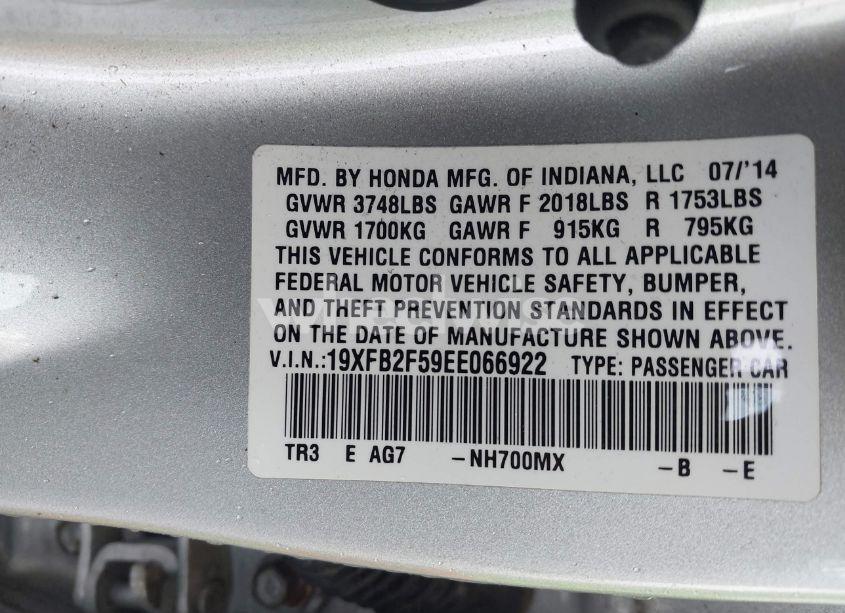 MFD. BY HONDA MFG. OF INDIANA, LLC 07/'14
GVWR 3748LBS GAWR F 2018LBS R 1753LBS
GVWR 1700KG GAWR F 915KG R 795KG
THIS VEHICLE CONFORMS TO ALL APPLICABLE
FEDERAL MOTOR VEHICLE SAFETY, BUMPER,
AND THEFT PREVENTION STANDARDS IN EFFECT
ON THE DATE OF MANUFACTURE SHOWN ABOVE.
V.I.N.:19XFB2F59EE066922 TYPE: PASSENGER CAR
TR3 E AG7 -NH700MX -B -E